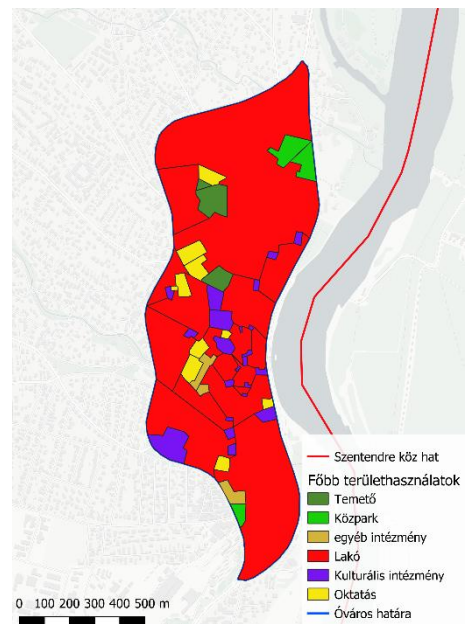 Szentendre köz hat
Főbb területhasználatok
Temető
Közpark
egyéb intézmény
Lakó
Kulturális intézmény
Oktatás
Óváros határa
0 100 200 300 400 500 m